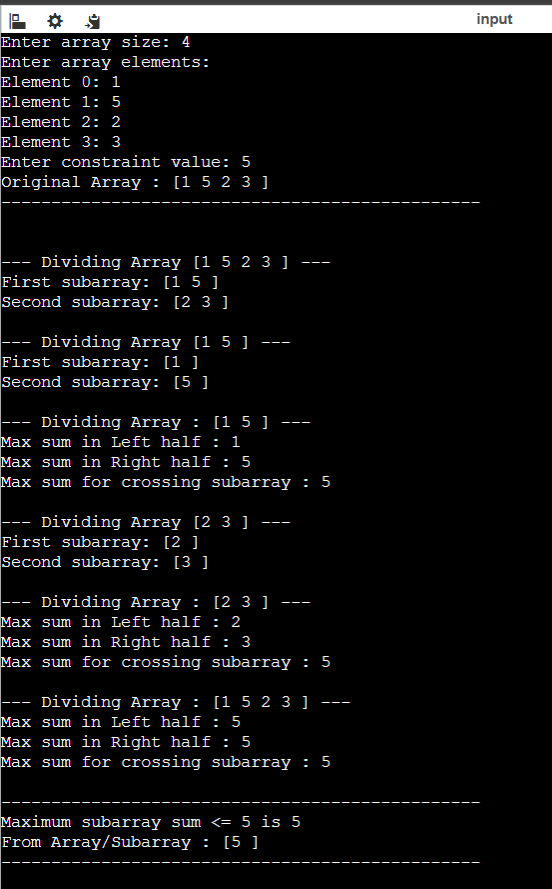 input
Enter array size: 4
Enter array elements:
Element 0: 1
Element 1: 5
Element 2: 2
Element 3: 3
Enter constraint value: 5
Original Array : [1 5 2 3 ]
------------------------------------------------
--- Dividing Array [1 5 2 3 ] ---
First subarray: [1 5 ]
Second subarray: [2 3 ]
--- Dividing Array [1 5 ] ---
First subarray: [1 ]
Second subarray: [5 ]
--- Dividing Array : [1 5 ] ---
Max sum in Left half : 1
Max sum in Right half : 5
Max sum for crossing subarray : 5
--- Dividing Array [2 3 ] ---
First subarray: [2 ]
Second subarray: [3 ]
--- Dividing Array : [2 3 ] ---
Max sum in Left half : 2
Max sum in Right half : 3
Max sum for crossing subarray : 5
--- Dividing Array : [1 5 2 3 ] ---
Max sum in Left half : 5
Max sum in Right half : 5
Max sum for crossing subarray : 5
------------------------------------------------
Maximum subarray sum <= 5 is 5
From Array/Subarray : [5 ]
------------------------------------------------